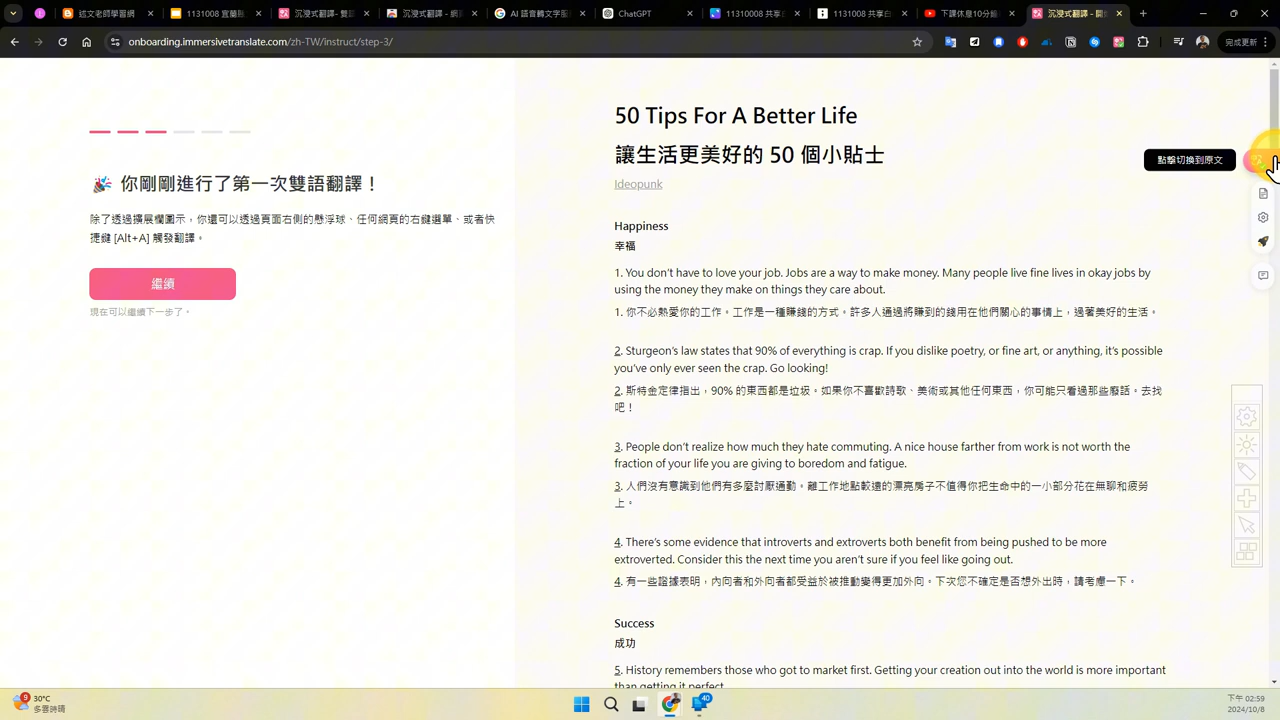 述文老師學習
1131008 宜蘭縣
沉浸式翻譯- 雙語
沉浸式翻譯 - 網頁
AI 語音轉文字服
ChatGPT
11310008 共享
1131008 共享白
下課休息10分鐘
沉浸式翻譯 - 開
onboarding.immersivetranslate.com/zh-TW/instruct/step-3/
完成更新
🎉 你剛剛進行了第一次雙語翻譯！
除了透過擴展欄圖示，你還可以透過頁面右側的懸浮球、任何網頁的右鍵選單、或者快
捷鍵 [Alt+A] 觸發翻譯。
繼續
現在可以繼續下一步了。
50 Tips For A Better Life
讓生活更美好的 50 個小貼士
點擊切換到原文
Ideopunk
Happiness
幸福
1. You don’t have to love your job. Jobs are a way to make money. Many people live fine lives in okay jobs by
using the money they make on things they care about.
1. 你不必熱愛你的工作。工作是一種賺錢的方式。許多人通過將賺到的錢用在他們關心的事情上，過著美好的生活。
2. Sturgeon’s law states that 90% of everything is crap. If you dislike poetry, or fine art, or anything, it’s possible
you’ve only ever seen the crap. Go looking!
2. 斯特金定律指出，90% 的東西都是垃圾。如果你不喜歡詩歌、美術或其他任何東西，你可能只看過那些廢話。去找
吧！
3. People don’t realize how much they hate commuting. A nice house farther from work is not worth the
fraction of your life you are giving to boredom and fatigue.
3. 人們沒有意識到他們有多麼討厭通勤。離工作地點較遠的漂亮房子不值得你把生命中的一小部分花在無聊和疲勞
上。
4. There’s some evidence that introverts and extroverts both benefit from being pushed to be more
extroverted. Consider this the next time you aren’t sure if you feel like going out.
4. 有一些證據表明，內向者和外向者都受益於被推動變得更加外向。下次您不確定是否想外出時，請考慮一下。
Success
成功
5. History remembers those who got to market first. Getting your creation out into the world is more important
than getting it perfect.
9
30°C
多雲時晴
40
下午 02:59
2024/10/8